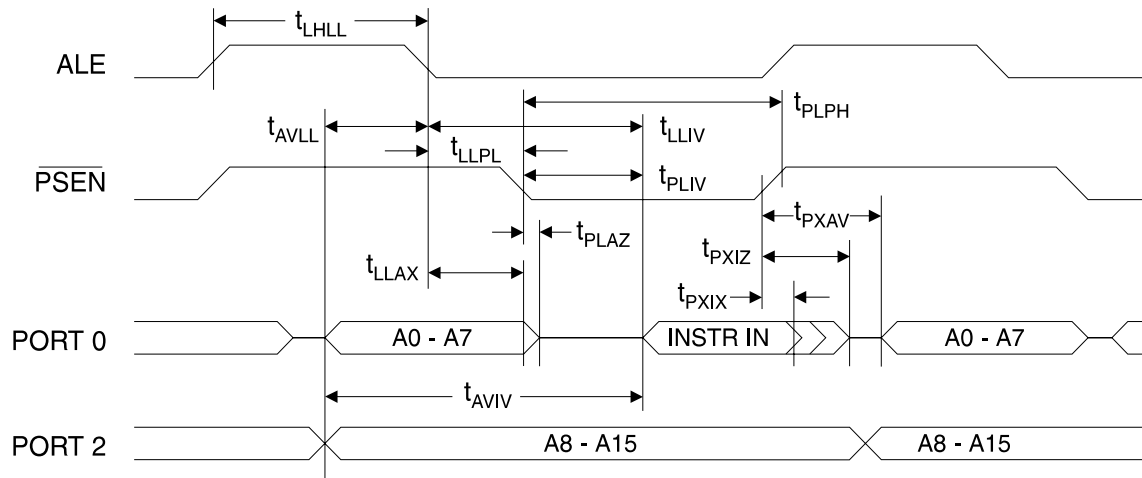 tLHLL
ALE
tPLPH
tAVLL
tLLIV
tLLPL
PSEN
tPLIV
tPXAV
tPLAZ
tLLAX
tPXIZ
tPXIX
PORT 0
A0 - A7
INSTR IN
A0 - A7
tAVIV
PORT 2
A8 - A15
A8 - A15